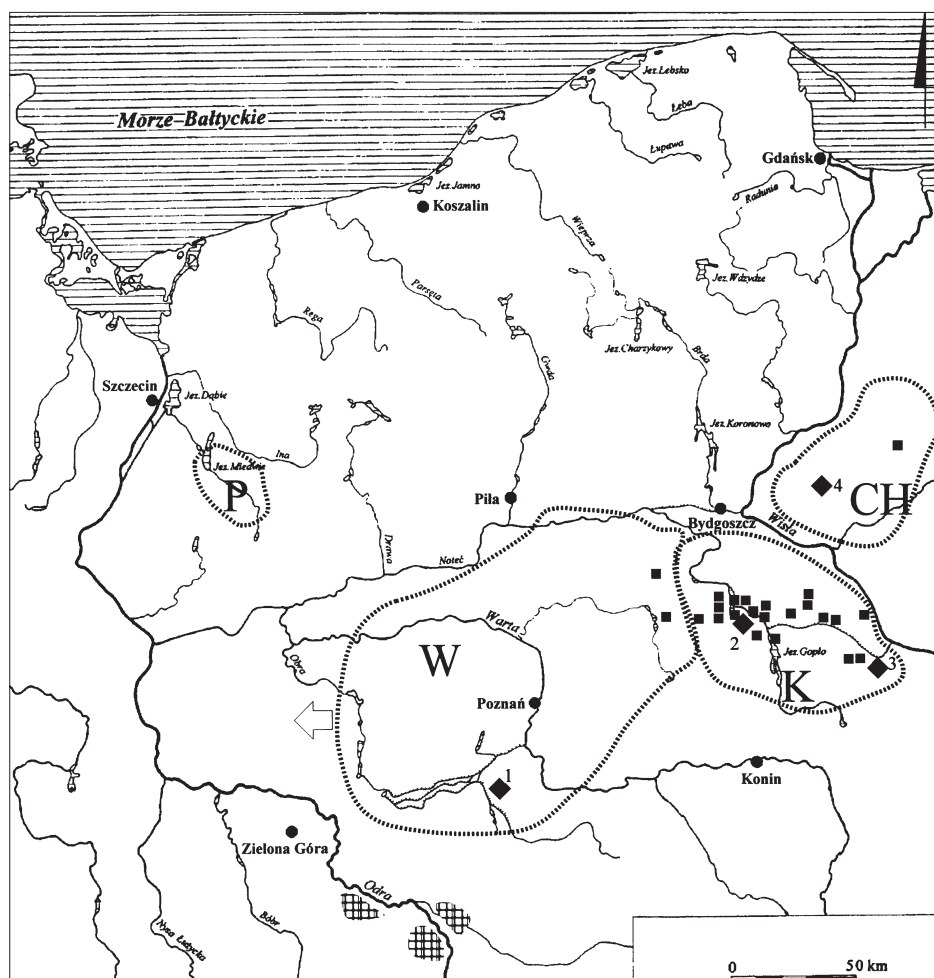 Jez.Łebsko
Łeba
Morze Bałtyckie
Łupawa
Gdańsk
Jez.Jamno
Radunia
Koszalin
Wieprza
Jez.Wdzydze
Parsęta
Rega
Jez.Charzykowy
Gwda
Brda
Szczecin
Jez.Dąbie
Jez.Koronowo
Ina
Jez.Miedwie
P
4
CH
Piła
Bydgoszcz
Wisła
Drawa
Noteć
Warta
2
W
Obra
Jez.Gopło
3
K
Poznań
1
Konin
Zielona Góra
Odra
Nysa Łużycka
Bóbr
0 50 km